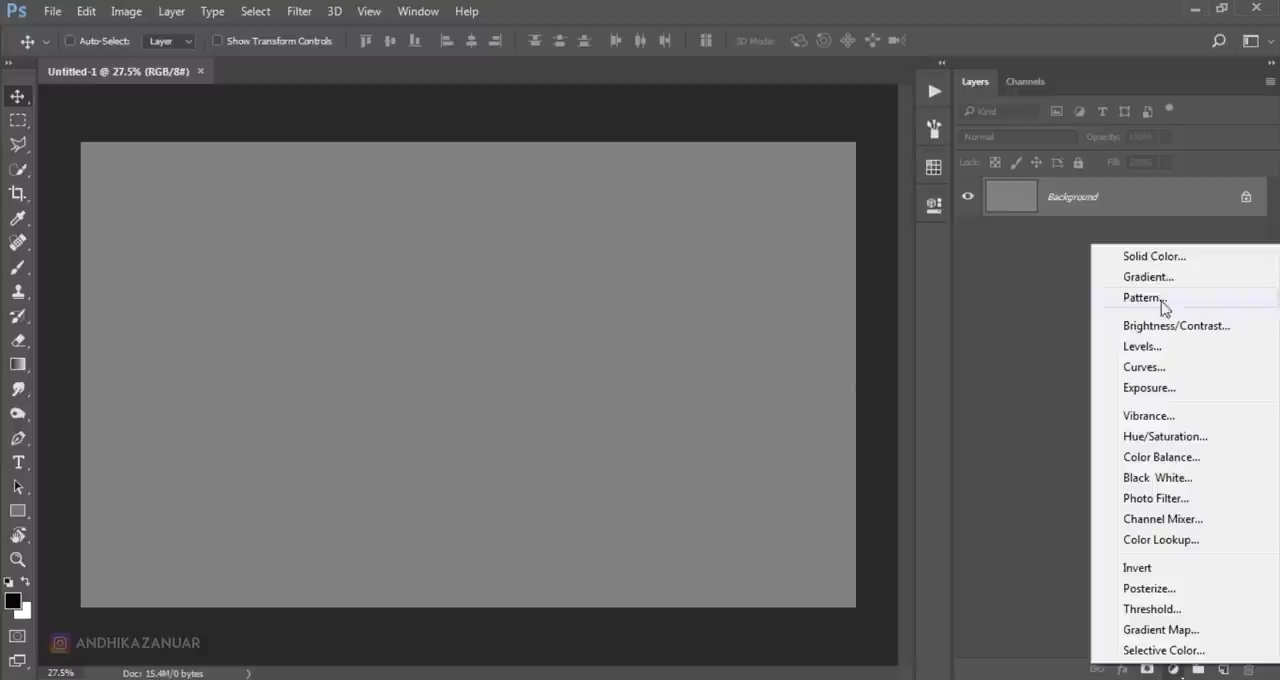 Ps File Edit Image Layer Type Select Filter 3D View Window Help
Auto-Select: Layer Show Transform Controls 3D Mode:
Untitled-1 @ 27.5% (RGB/8#) ×
Layers Channels
Kind
Normal Opacity: 100%
Lock: Fill: 100%
Background
Solid Color...
Gradient...
Pattern...
Brightness/Contrast...
Levels...
Curves...
Exposure...
Vibrance...
Hue/Saturation...
Color Balance...
Black White...
Photo Filter...
Channel Mixer...
Color Lookup...
Invert
Posterize...
Threshold...
Gradient Map...
Selective Color...
ANDHIKAZANUAR
27.5% Doc: 15.4M/0 bytes